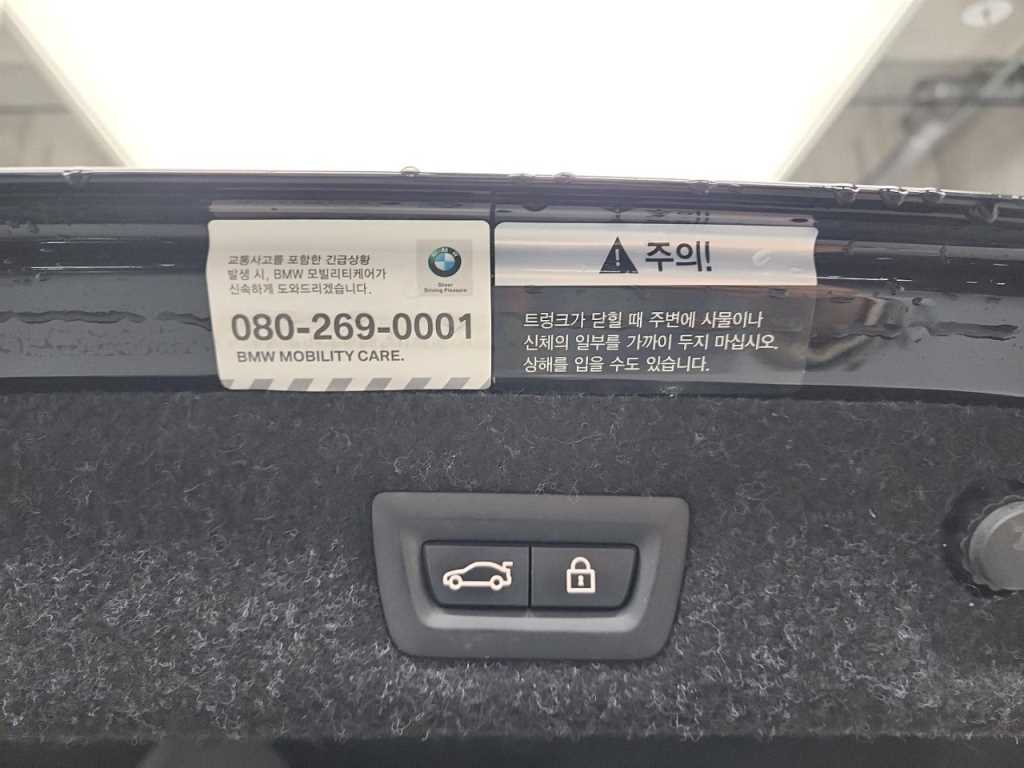 교통사고를 포함한 긴급상황
발생 시, BMW 모빌리티케어가
신속하게 도와드리겠습니다.
BMW
Sheer
Driving Pleasure
080-269-0001
BMW MOBILITY CARE.
주의!
트렁크가 닫힐 때 주변에 사물이나
신체의 일부를 가까이 두지 마십시오.
상해를 입을 수도 있습니다.